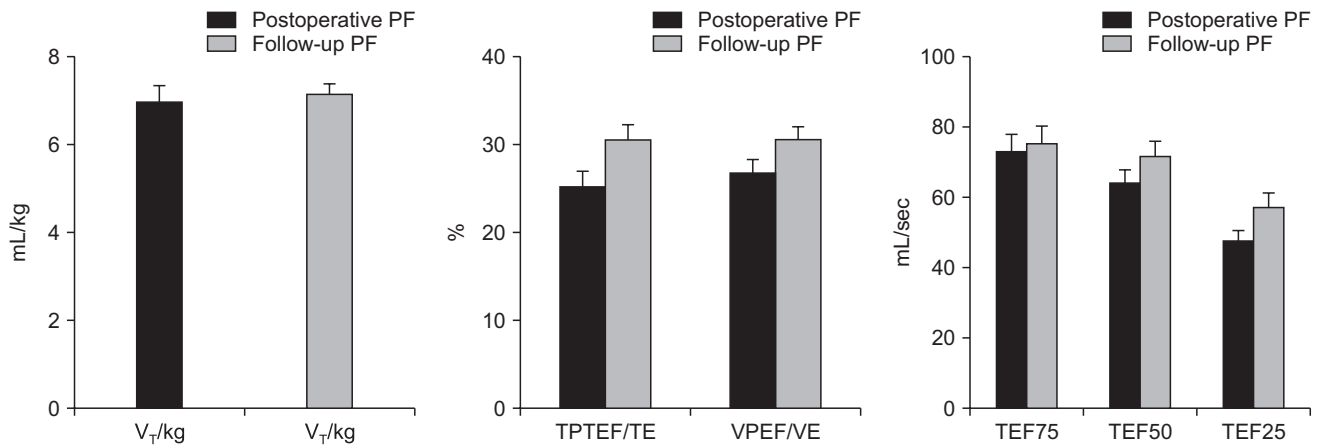 Postoperative PF
Follow-up PF
8
6
4
2
0
mL/kg
V_T/kg
V_T/kg
Postoperative PF
Follow-up PF
40
30
20
10
0
%
TPTEF/TE
VPEF/VE
Postoperative PF
Follow-up PF
100
80
60
40
20
0
mL/sec
TEF75
TEF50
TEF25